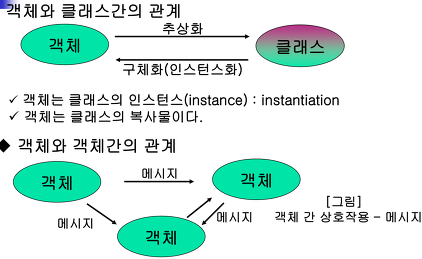 객체와 클래스간의 관계
추상화
객체
클래스
구체화(인스턴스화)
✓ 객체는 클래스의 인스턴스(instance) : instantiation
✓ 객체는 클래스의 복사물이다.
◆ 객체와 객체간의 관계
메시지
객체
객체
[그림]
메시지
메시지
객체 간 상호작용 – 메시지
객체